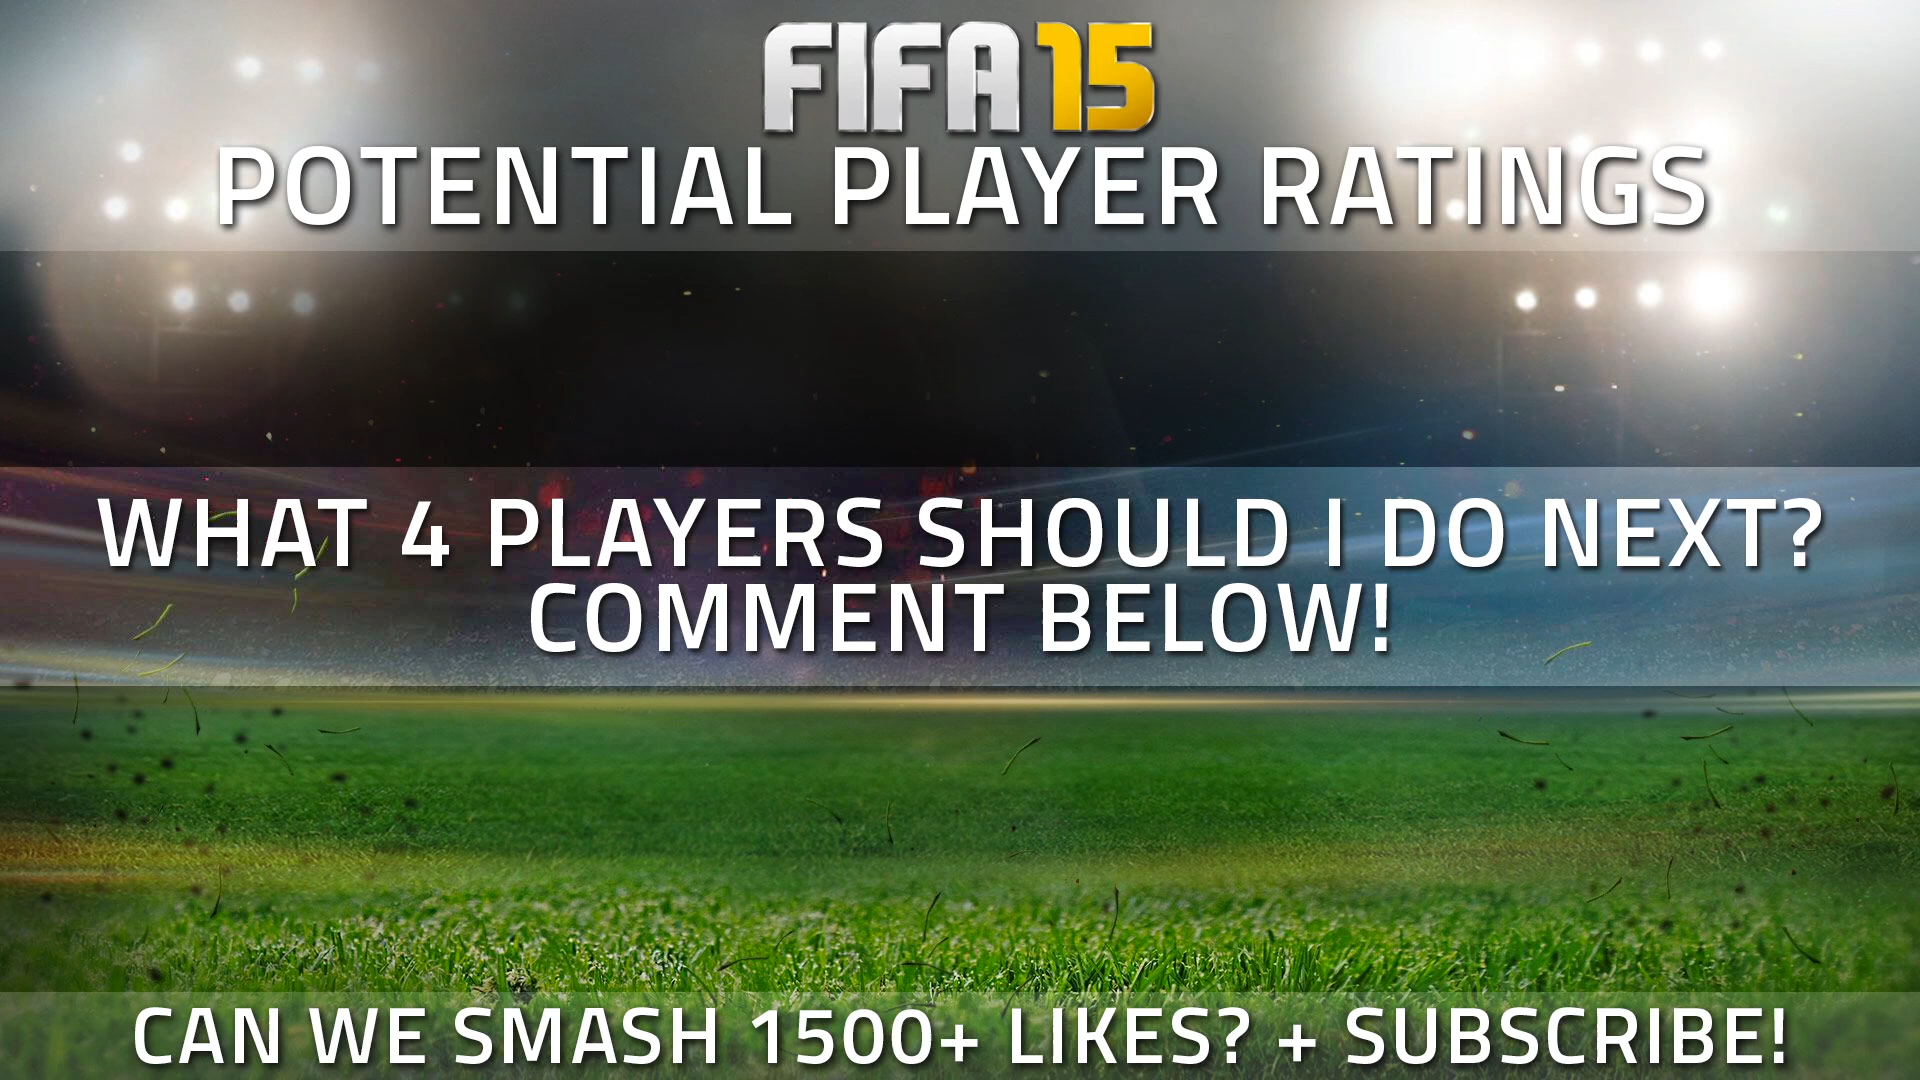 FIFA 15
POTENTIAL PLAYER RATINGS
WHAT 4 PLAYERS SHOULD I DO NEXT?
COMMENT BELOW!
CAN WE SMASH 1500+ LIKES? + SUBSCRIBE!